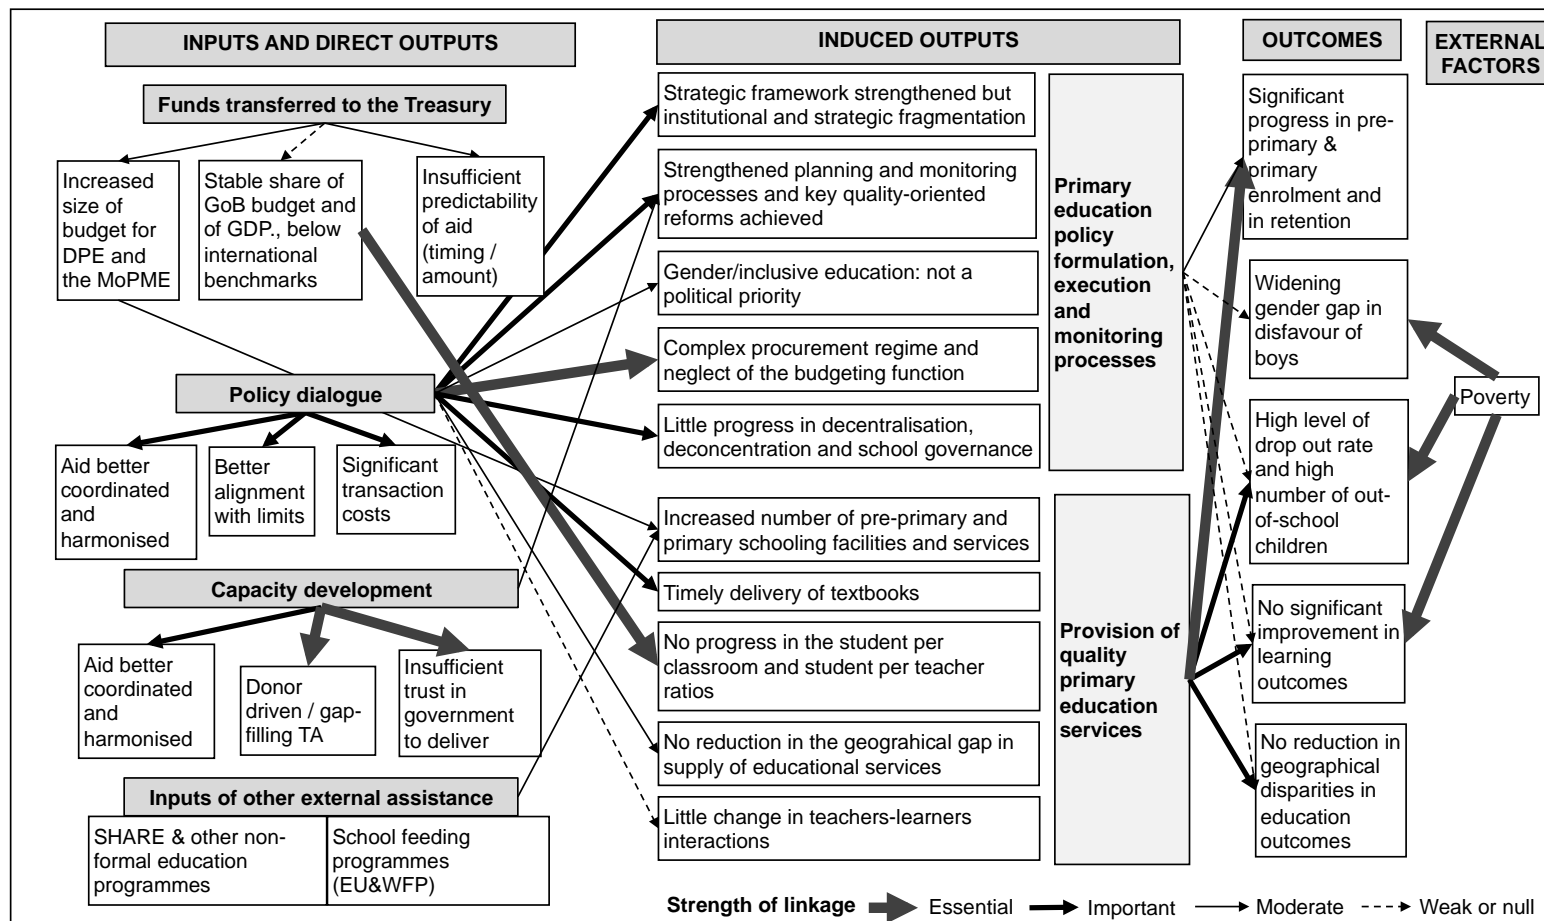 INPUTS AND DIRECT OUTPUTS
INDUCED OUTPUTS
OUTCOMES
EXTERNAL
FACTORS
Funds transferred to the Treasury
Increased
size of
budget for
DPE and
the MoPME
Stable share of
GoB budget and
of GDP., below
international
benchmarks
Insufficient
predictability
of aid
(timing /
amount)
Policy dialogue
Aid better
coordinated
and
harmonised
Better
alignment
with limits
Significant
transaction
costs
Capacity development
Aid better
coordinated
and
harmonised
Donor
driven / gap-
filling TA
Insufficient
trust in
government
to deliver
Inputs of other external assistance
SHARE & other non-
formal education
programmes
School feeding
programmes
(EU&WFP)
Strategic framework strengthened but
institutional and strategic fragmentation
Strengthened planning and monitoring
processes and key quality-oriented
reforms achieved
Gender/inclusive education: not a
political priority
Complex procurement regime and
neglect of the budgeting function
Little progress in decentralisation,
deconcentration and school governance
Increased number of pre-primary and
primary schooling facilities and services
Timely delivery of textbooks
No progress in the student per
classroom and student per teacher
ratios
No reduction in the geograhical gap in
supply of educational services
Little change in teachers-learners
interactions
Primary
education
policy
formulation,
execution
and
monitoring
processes
Provision of
quality
primary
education
services
Significant
progress in pre-
primary &
primary
enrolment and
in retention
Widening
gender gap in
disfavour of
boys
High level of
drop out rate
and high
number of out-
of-school
children
No significant
improvement in
learning
outcomes
No reduction in
geographical
disparities in
education
outcomes
Poverty
Strength of linkage
Essential
Important
Moderate
Weak or null